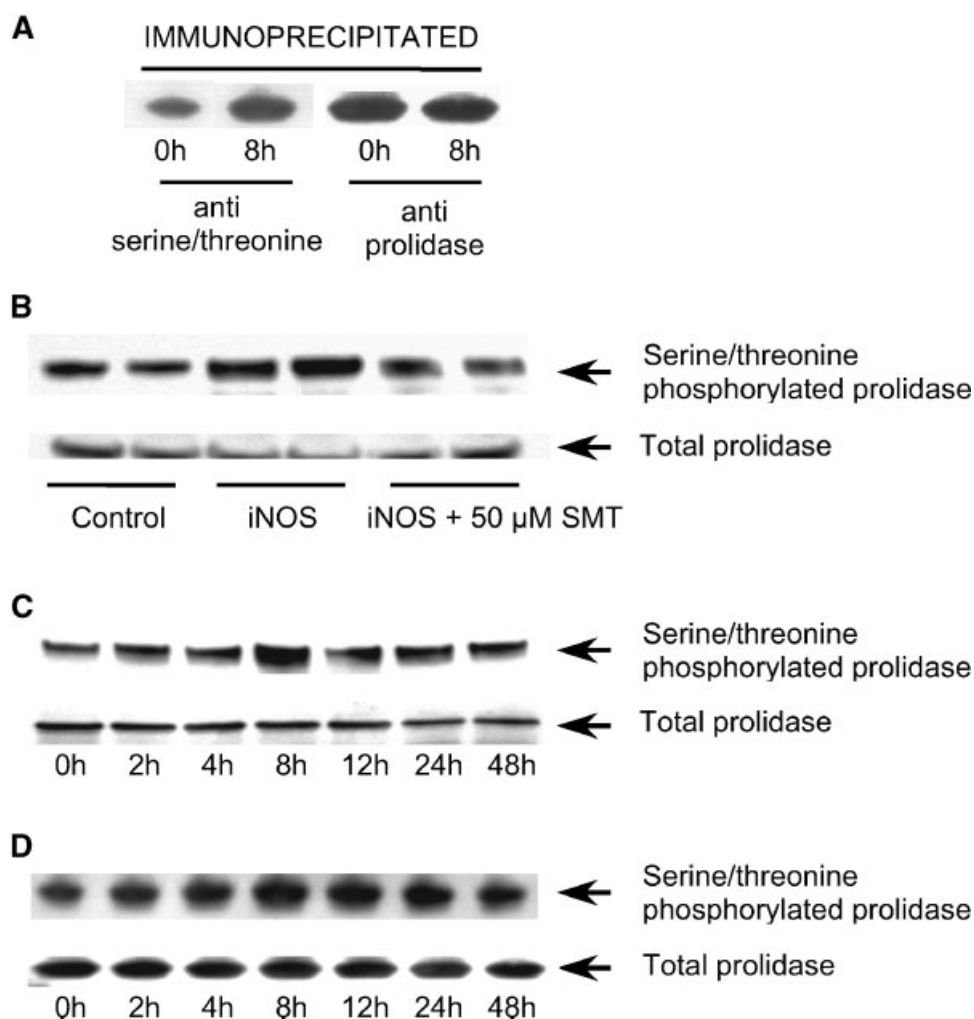 A
IMMUNOPRECIPITATED
0h 8h 0h 8h
anti
serine/threonine
anti
prolidase
B
Serine/threonine
phosphorylated prolidase
Total prolidase
Control iNOS iNOS + 50 µM SMT
C
Serine/threonine
phosphorylated prolidase
Total prolidase
0h 2h 4h 8h 12h 24h 48h
D
Serine/threonine
phosphorylated prolidase
Total prolidase
0h 2h 4h 8h 12h 24h 48h